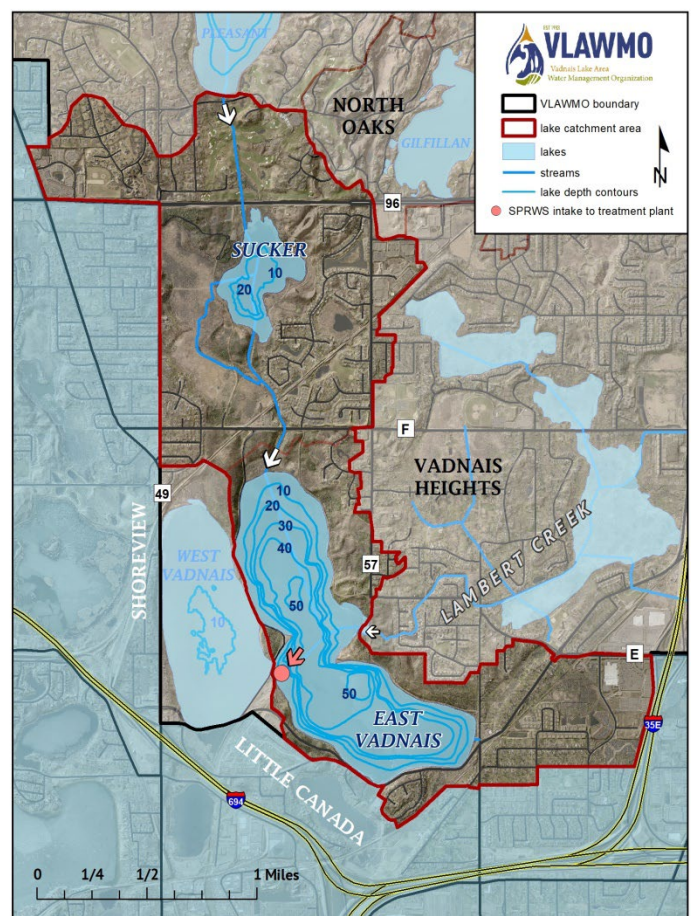 EST 1983
VLAWMO
Vadnais Lake Area
Water Management Organization
VLAWMO boundary
lake catchment area
lakes
streams
lake depth contours
SPRWS intake to treatment plant
N
PLEASANT
NORTH
OAKS
GILFILLAN
96
SUCKER
10
20
F
VADNAIS
HEIGHTS
49
10
20
30
40
SHOREVIEW
WEST
VADNAIS
10
57
LAMBERT CREEK
50
E
50
EAST
VADNAIS
35E
LITTLE CANADA
694
0 1/4 1/2 1 Miles